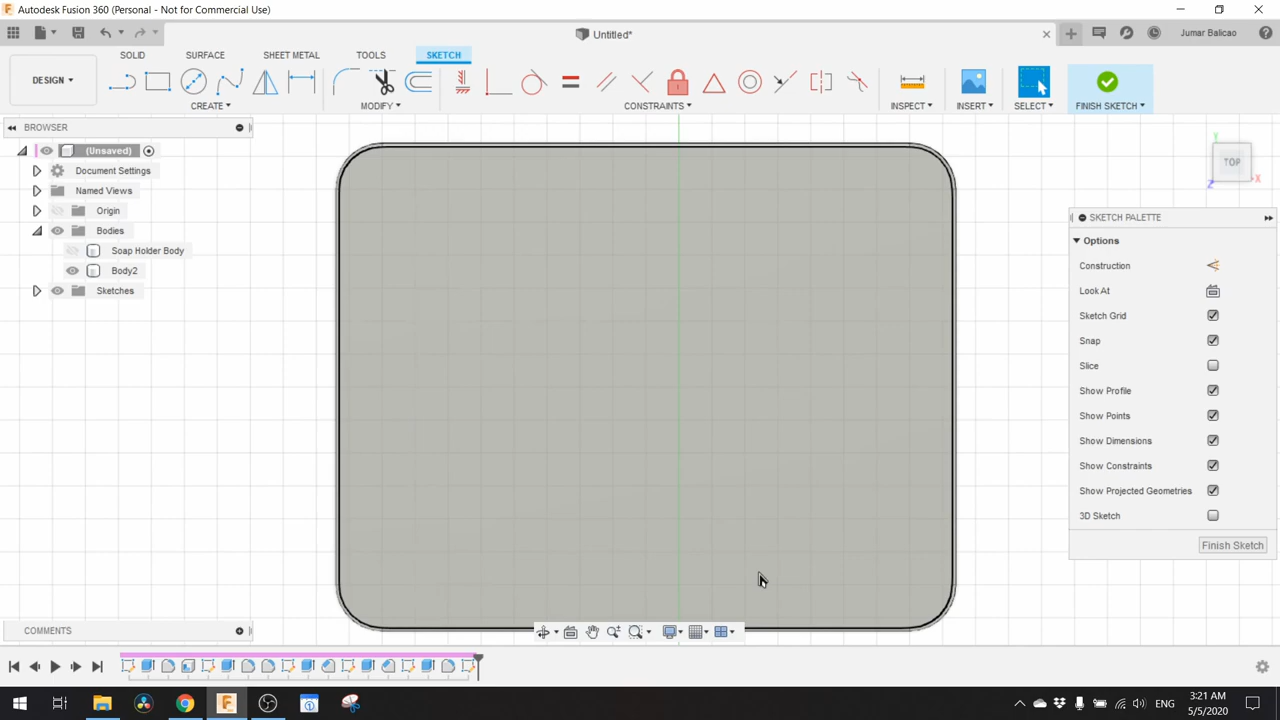 Autodesk Fusion 360 (Personal - Not for Commercial Use)
Untitled*
Jumar Balicao
DESIGN
SOLID
SURFACE
SHEET METAL
TOOLS
SKETCH
CREATE
MODIFY
CONSTRAINTS
INSPECT
INSERT
SELECT
FINISH SKETCH
BROWSER
(Unsaved)
Document Settings
Named Views
Origin
Bodies
Soap Holder Body
Body2
Sketches
Y
TOP
X
Z
SKETCH PALETTE
Options
Construction
Look At
Sketch Grid
Snap
Slice
Show Profile
Show Points
Show Dimensions
Show Constraints
Show Projected Geometries
3D Sketch
Finish Sketch
COMMENTS
ENG
3:21 AM
5/5/2020